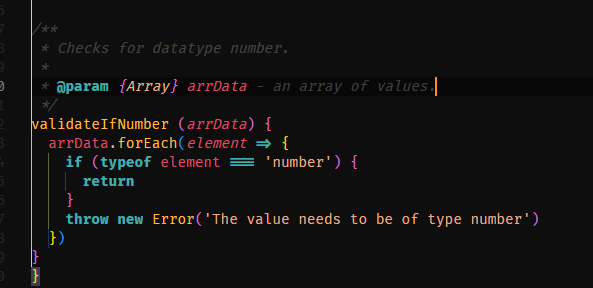 /**
 * Checks for datatype number.
 *
 * @param {Array} arrData - an array of values.
 */
validateIfNumber (arrData) {
  arrData.forEach(element => {
    if (typeof element === 'number') {
      return
    }
    throw new Error('The value needs to be of type number')
  })
}
}